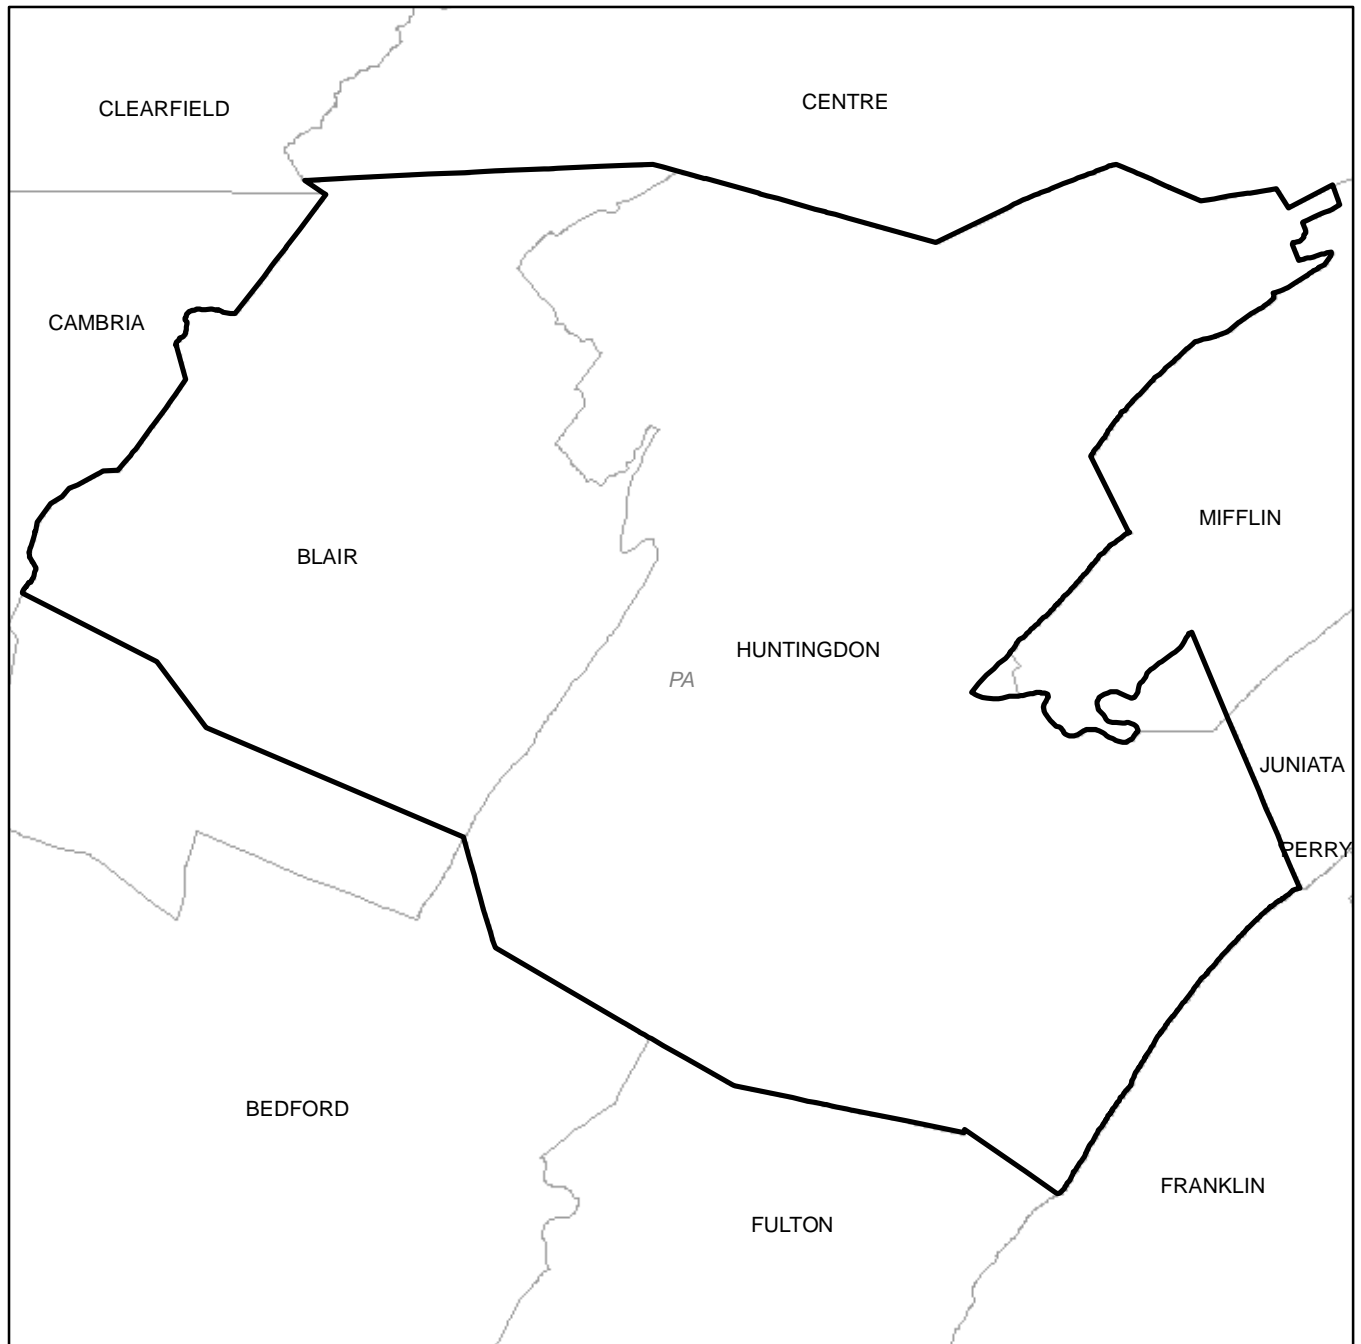 CENTRE
CLEARFIELD
CAMBRIA
MIFFLIN
BLAIR
HUNTINGDON
PA
JUNIATA
PERRY
BEDFORD
FRANKLIN
FULTON